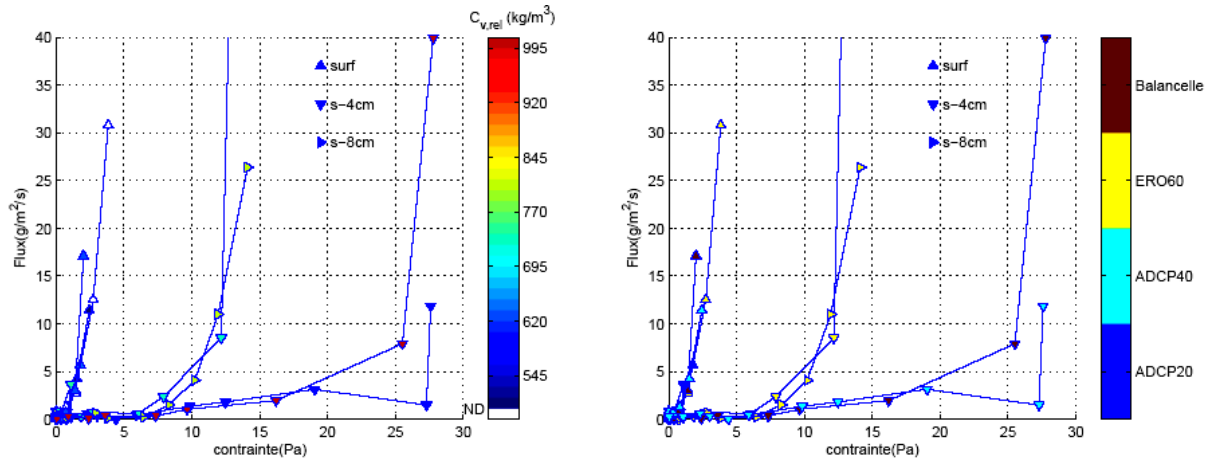 C_v,rel (kg/m^3)
40
35
30
25
20
15
10
5
0
Flux(g/m^2/s)
0 5 10 15 20 25 30
contrainte(Pa)
surf
s-4cm
s-8cm
995
920
845
770
695
620
545
ND
40
35
30
25
20
15
10
5
0
Flux(g/m^2/s)
0 5 10 15 20 25 30
contrainte(Pa)
surf
s-4cm
s-8cm
Balancelle
ERO60
ADCP40
ADCP20